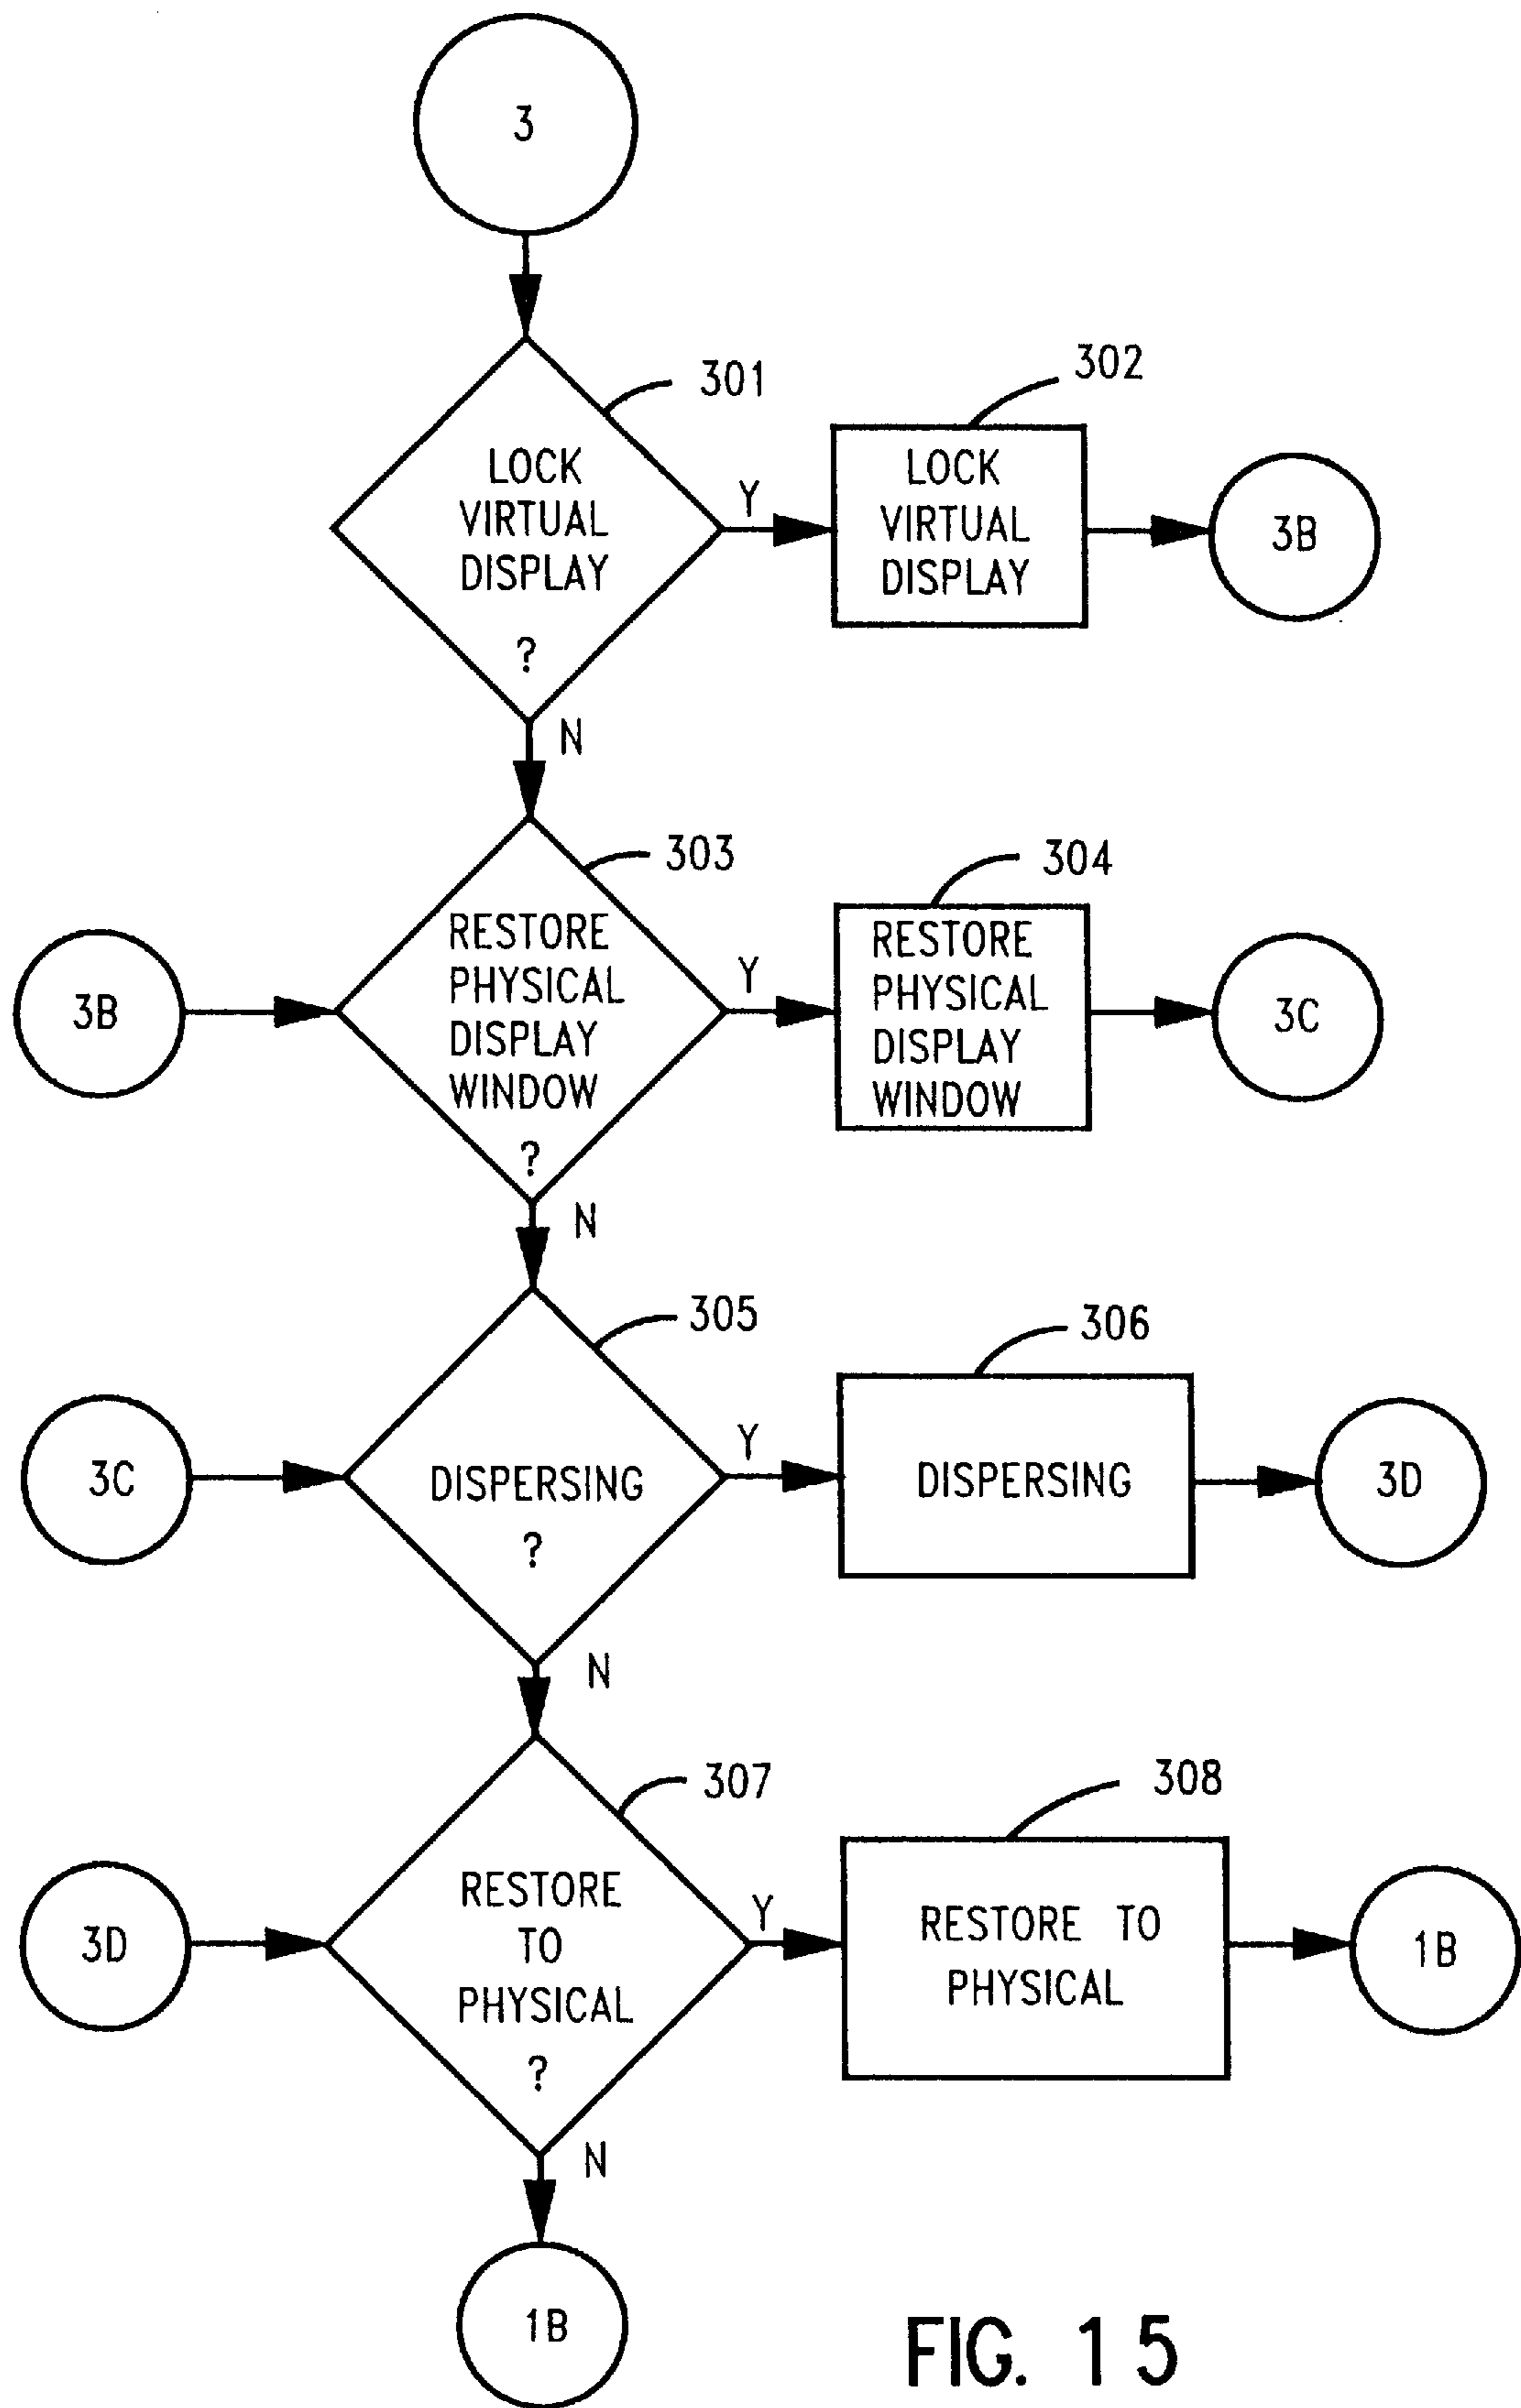 3
301
302
LOCK
VIRTUAL
DISPLAY
?
Y
LOCK
VIRTUAL
DISPLAY
3B
N
303
304
3B
RESTORE
PHYSICAL
DISPLAY
WINDOW
?
Y
RESTORE
PHYSICAL
DISPLAY
WINDOW
3C
N
305
306
3C
DISPERSING
?
Y
DISPERSING
3D
N
307
308
3D
RESTORE
TO
PHYSICAL
?
Y
RESTORE TO
PHYSICAL
1B
N
1B
FIG. 15